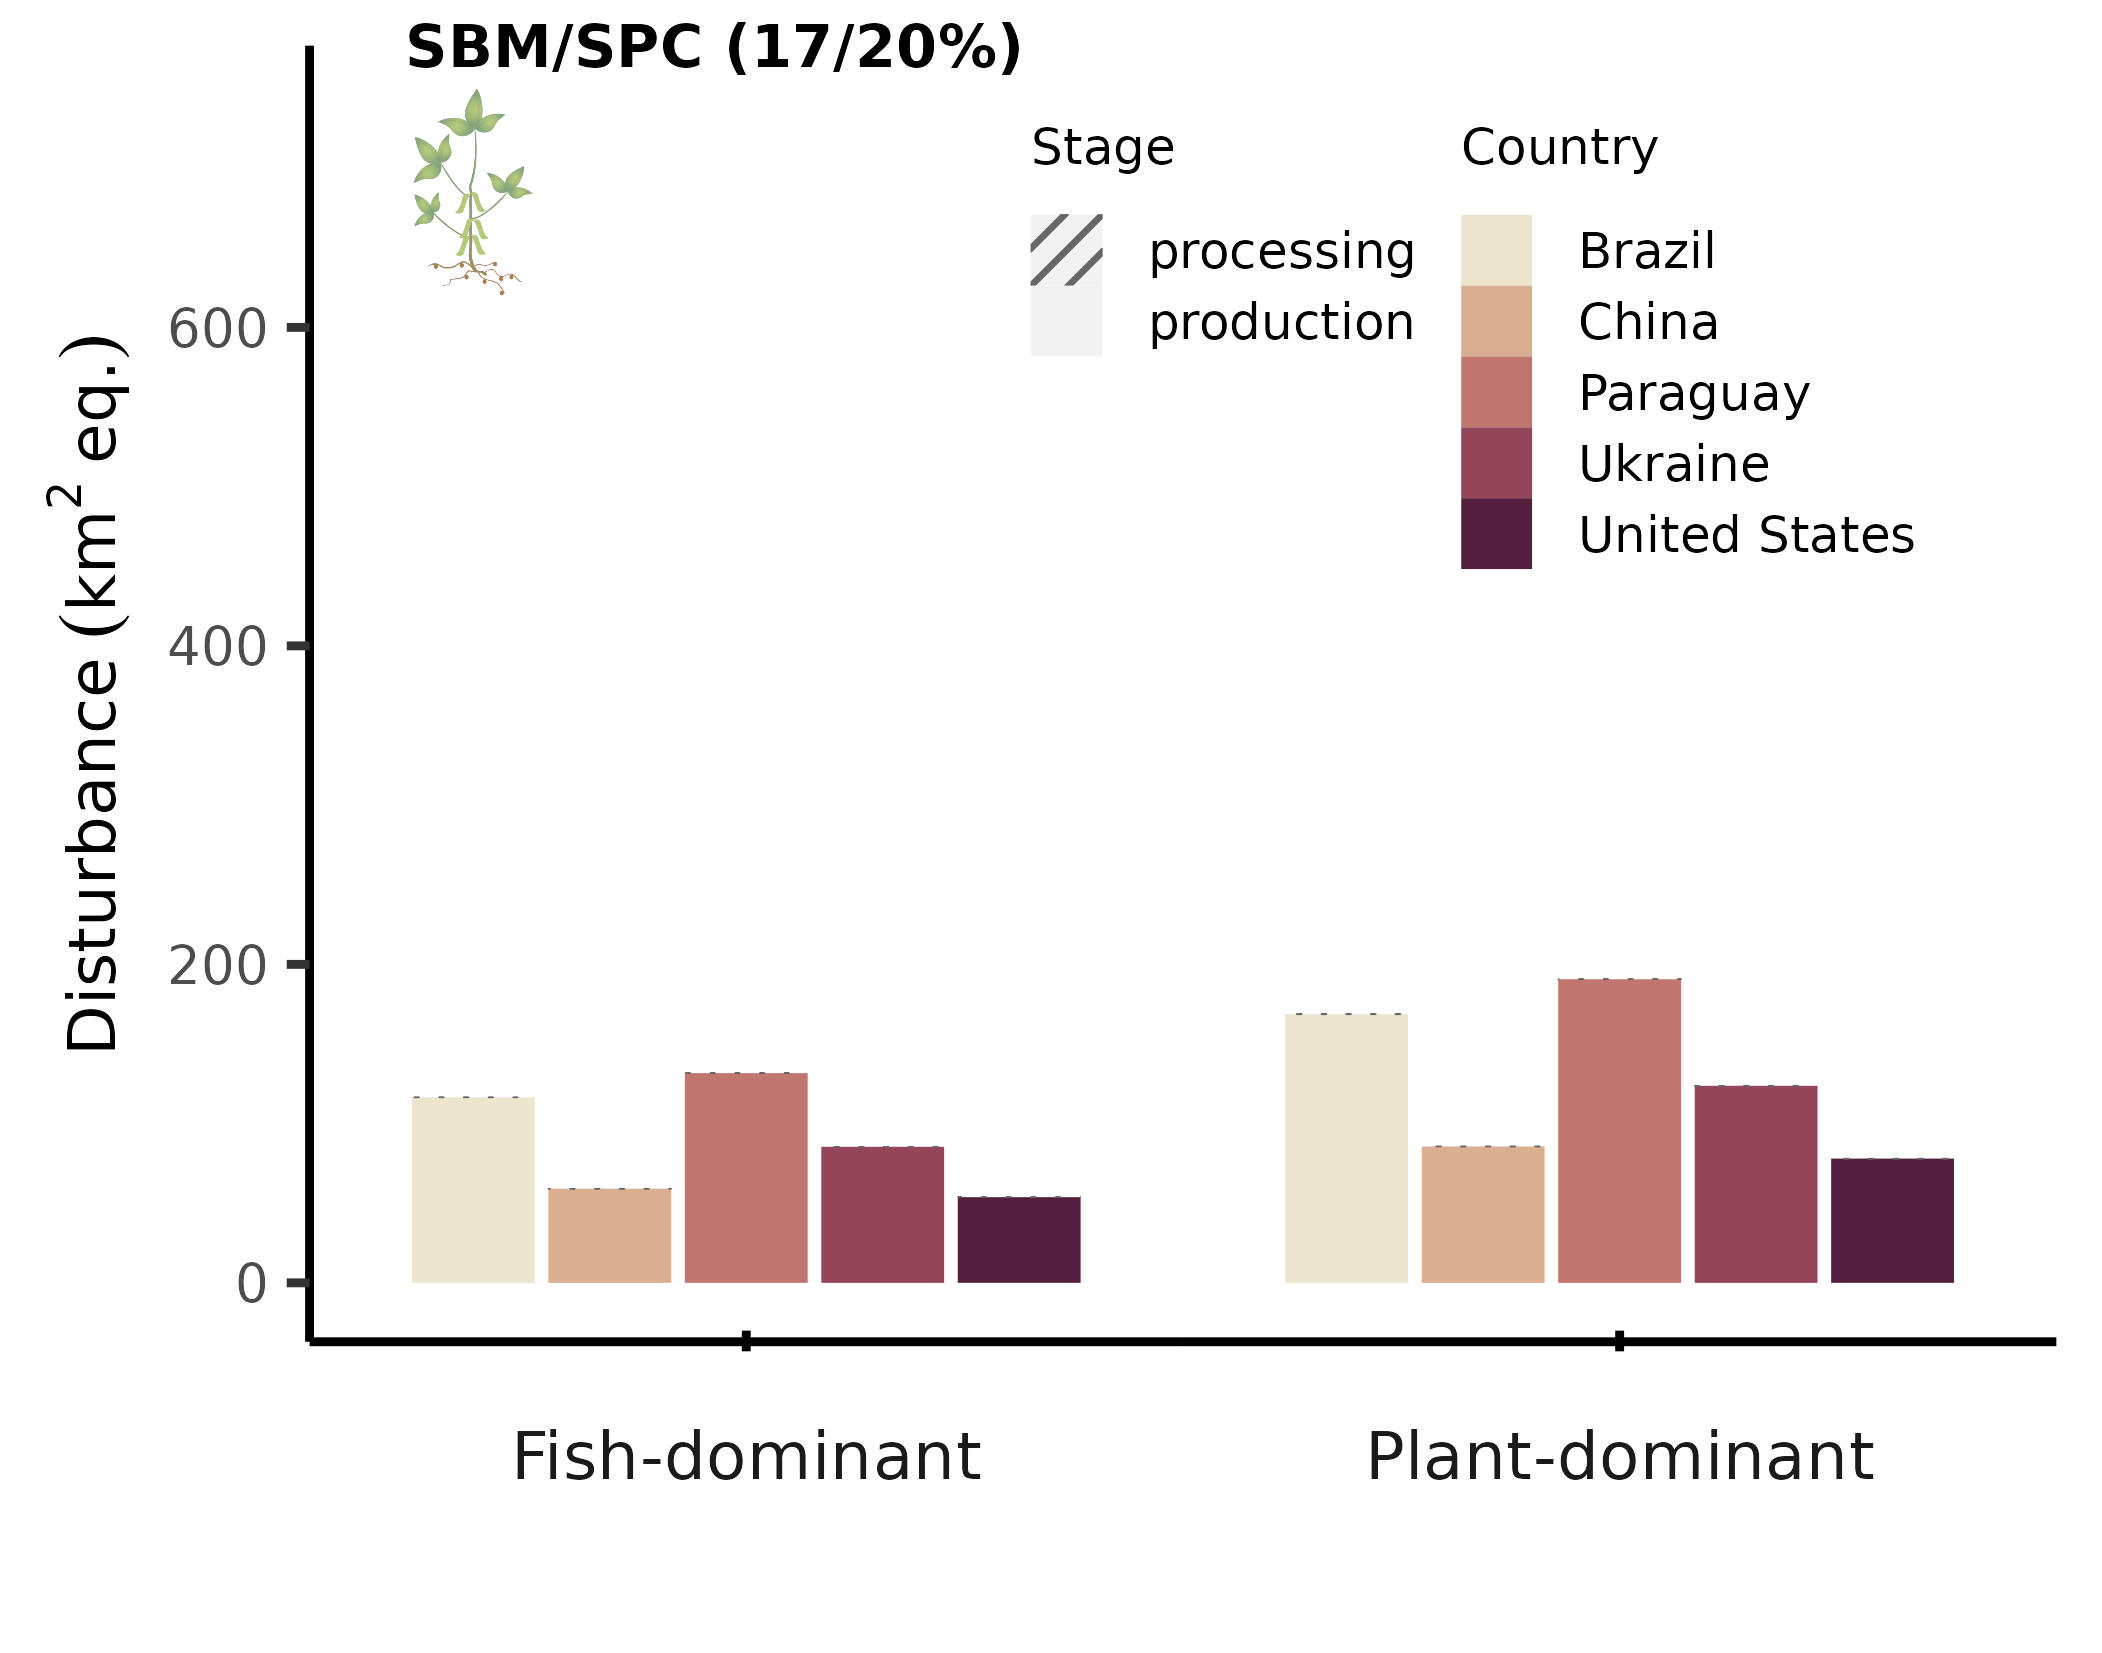 SBM/SPC (17/20%)
Stage
processing
production
Country
Brazil
China
Paraguay
Ukraine
United States
Disturbance (km² eq.)
600
400
200
0
Fish-dominant
Plant-dominant